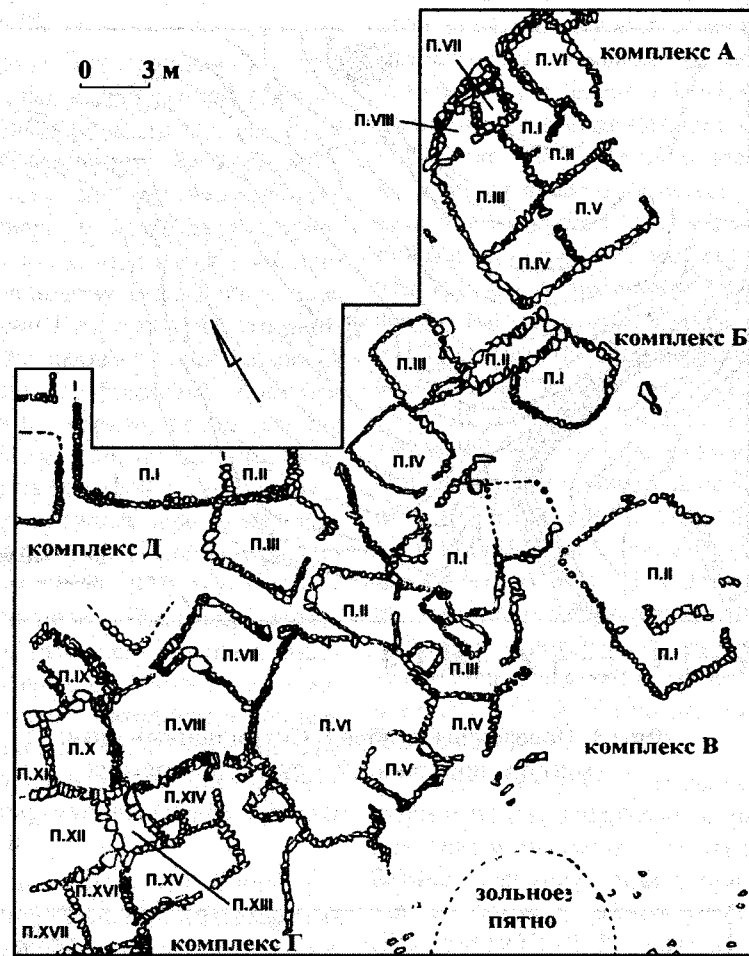 0 3 м
комплекс А
П.VI
П.VII
П.VIII
П.I
П.II
П.III
П.V
П.IV
комплекс Б
П.III
П.II
П.I
П.IV
П.I
П.II
П.III
П.I
комплекс Д
П.II
П.II
П.I
П.III
П.IV
П.V
комплекс В
П.VII
П.IX
П.VIII
П.VI
П.X
П.XI
П.XIV
П.XII
П.XV
П.XVI
П.XIII
П.XVII
комплекс Г
зольное
пятно